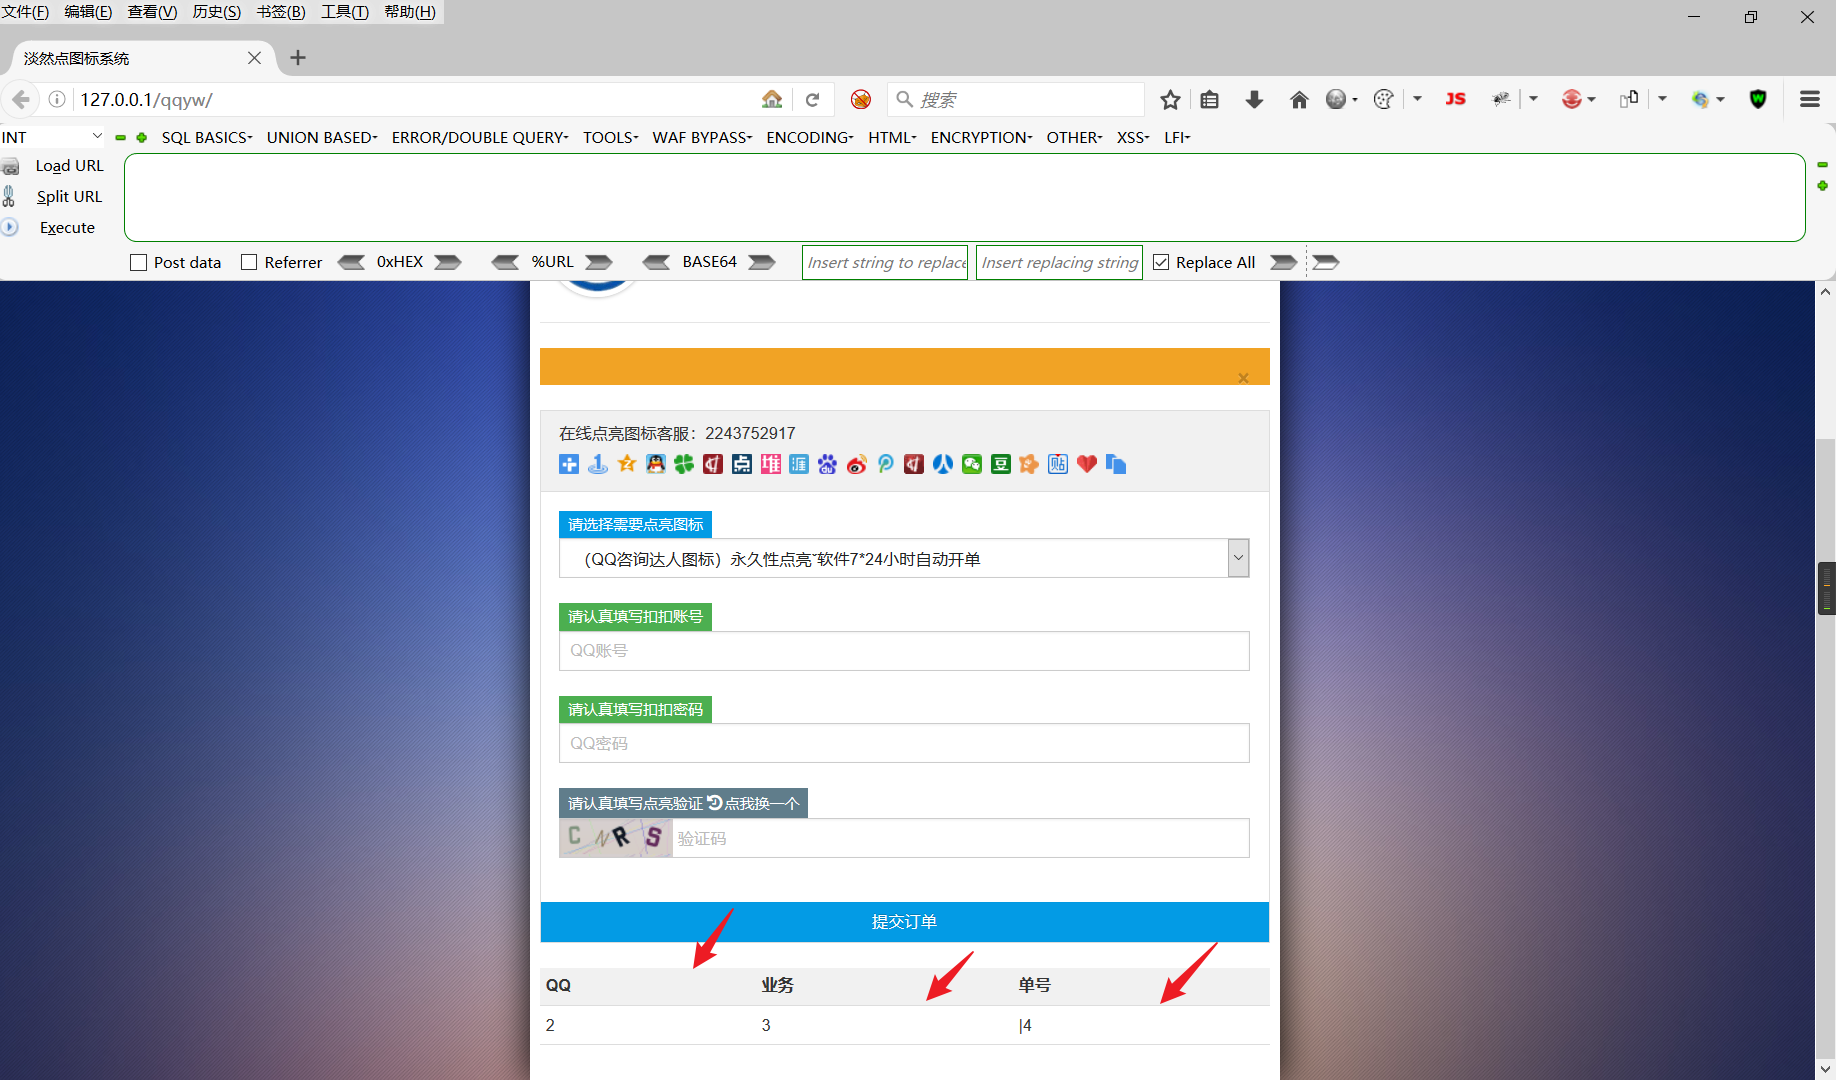 文件(F) 编辑(E) 查看(V) 历史(S) 书签(B) 工具(T) 帮助(H)
淡然点图标系统
127.0.0.1/qqyw/ 搜索 JS
INT SQL BASICS UNION BASED ERROR/DOUBLE QUERY TOOLS WAF BYPASS ENCODING HTML ENCRYPTION OTHER XSS LFI
Load URL
Split URL
Execute
Post data Referrer 0xHEX %URL BASE64 Insert string to replace Insert replacing string Replace All
×
在线点亮图标客服：2243752917
点 堆 涯 豆 贴
请选择需要点亮图标
（QQ咨询达人图标）永久性点亮~软件7*24小时自动开单
请认真填写扣扣账号
QQ账号
请认真填写扣扣密码
QQ密码
请认真填写点亮验证 点我换一个
C N R S 验证码
提交订单
QQ 业务 单号
2 3 |4